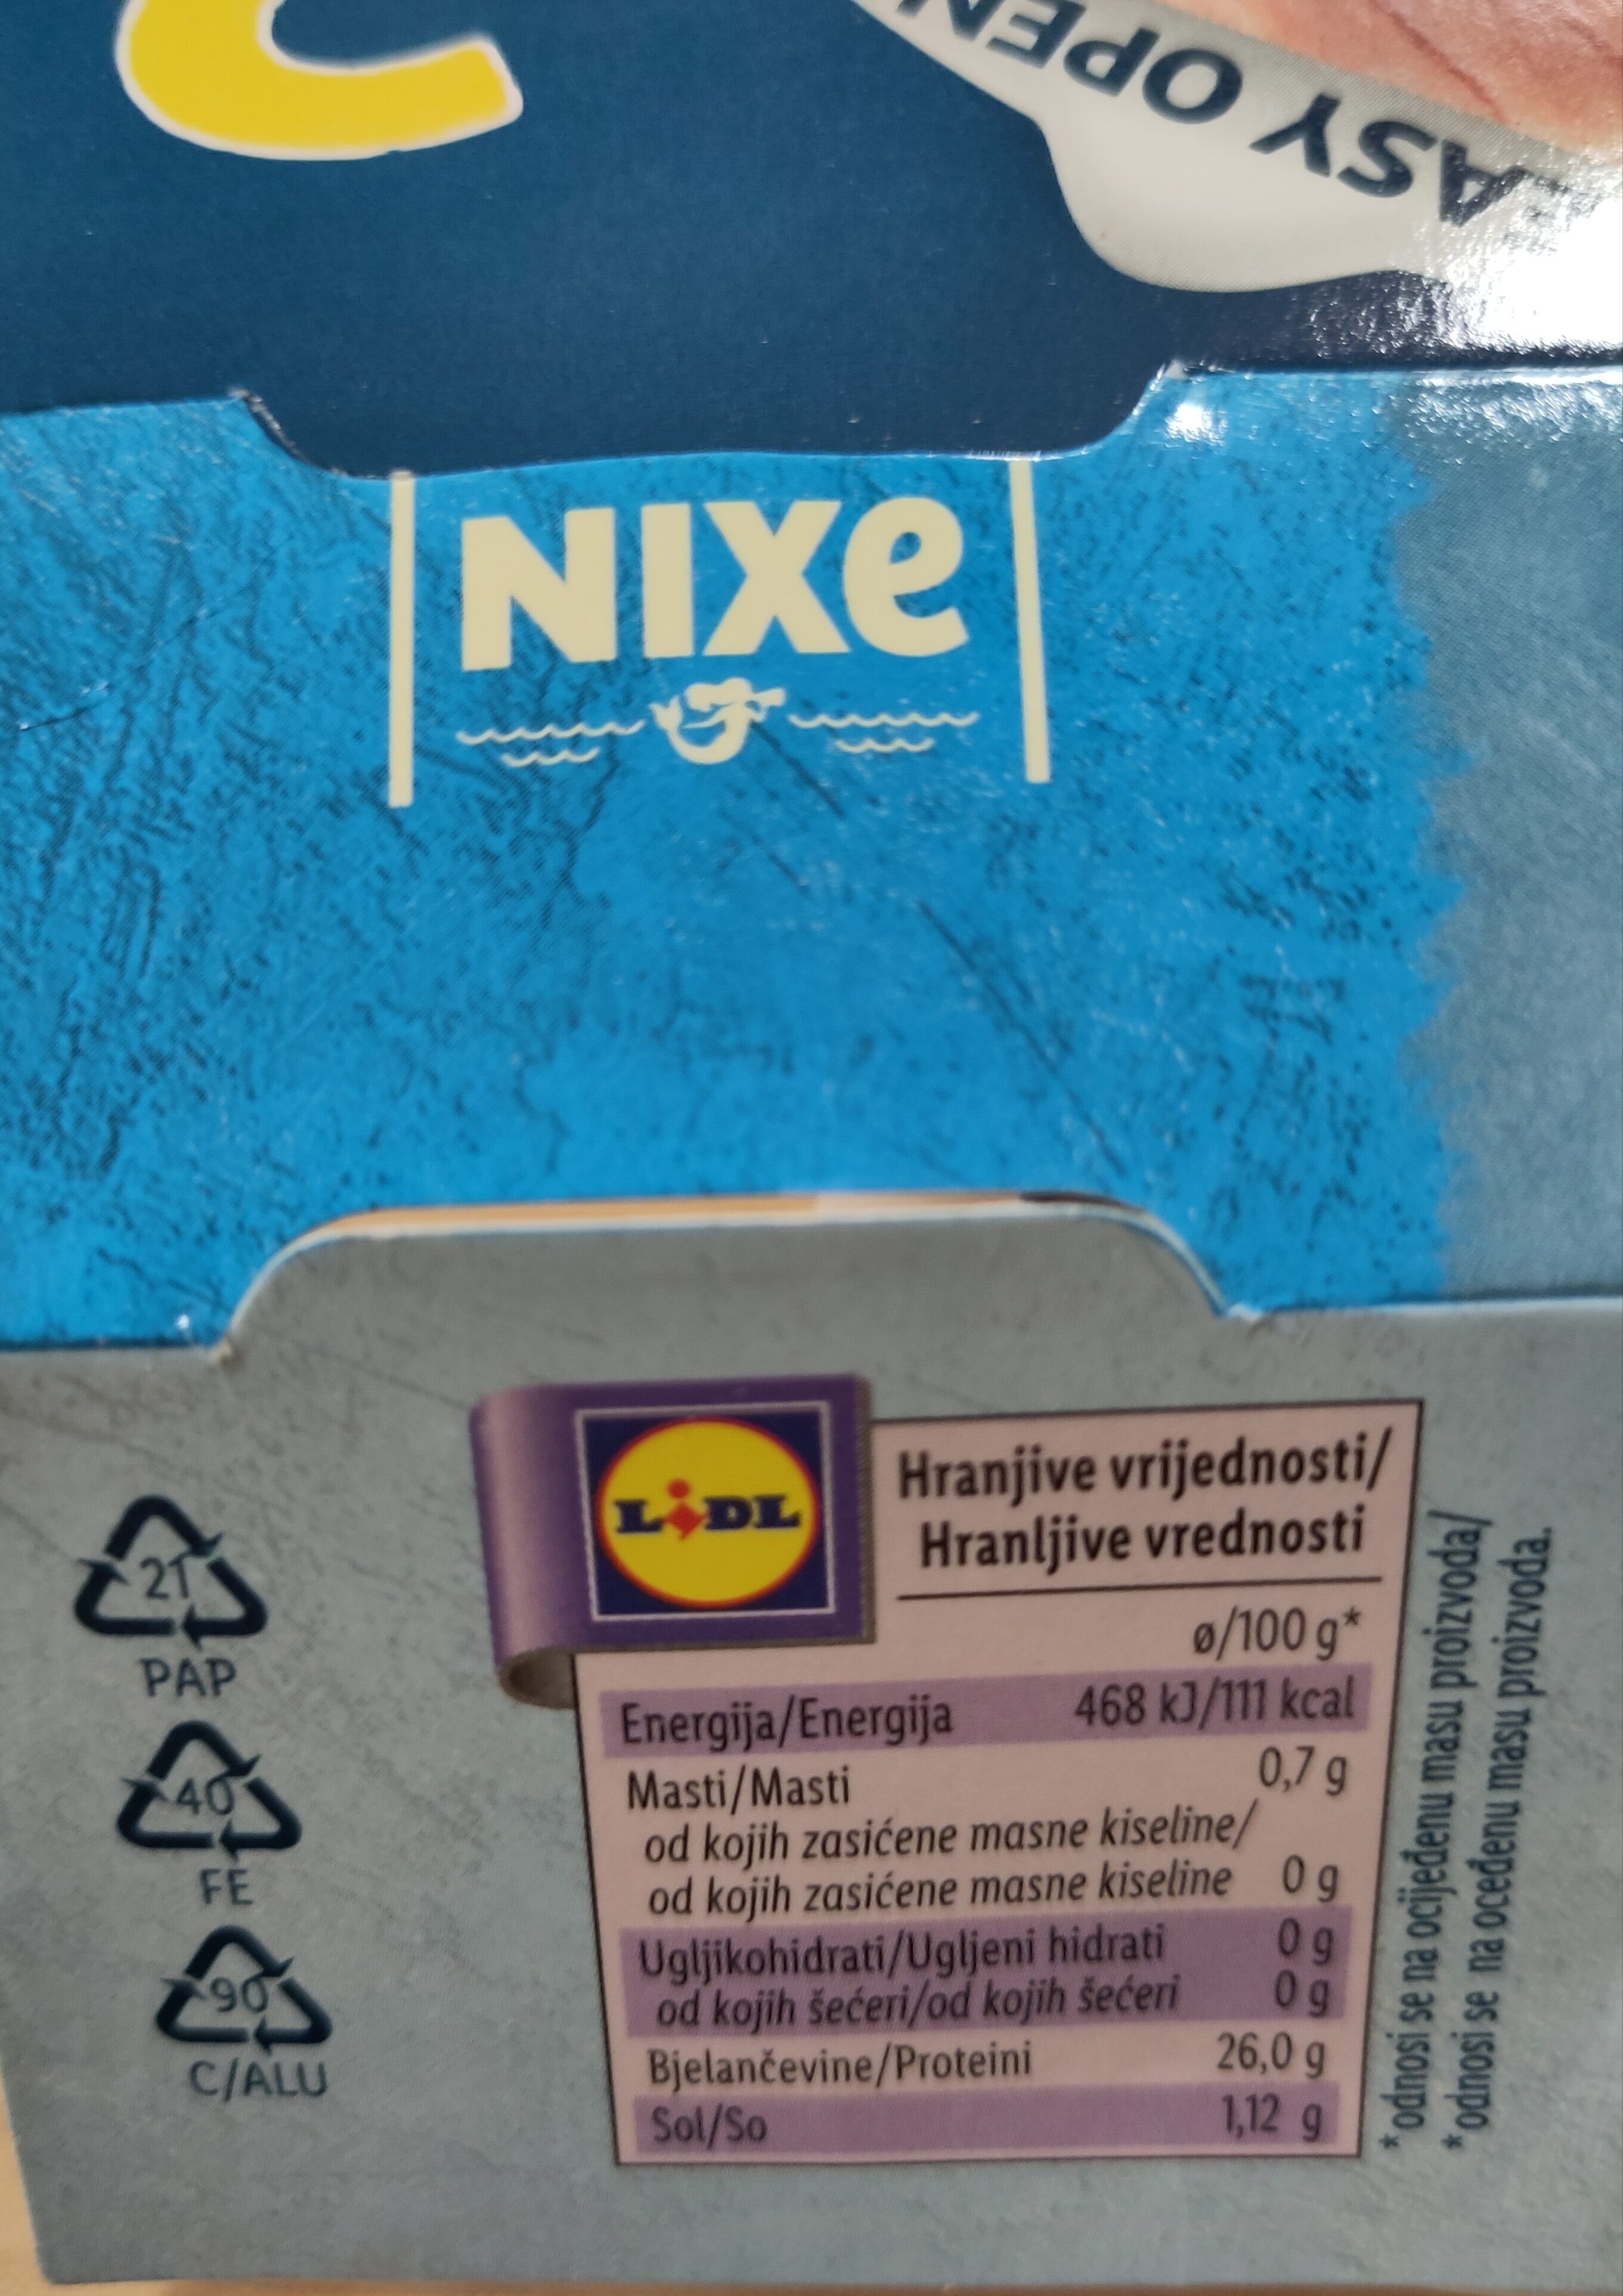 EASY OPEN
NIXe
LIDL
Hranjive vrijednosti/
Hranljive vrednosti
ø/100 g*
Energija/Energija 468 kJ/111 kcal
Masti/Masti 0,7 g
od kojih zasićene masne kiseline/
od kojih zasićene masne kiseline 0 g
Ugljikohidrati/Ugljeni hidrati 0 g
od kojih šećeri/od kojih šećeri 0 g
Bjelančevine/Proteini 26,0 g
Sol/So 1,12 g
*odnosi se na ocijeđenu masu proizvoda/
*odnosi se na oceđenu masu proizvoda.
21
PAP
40
FE
90
C/ALU